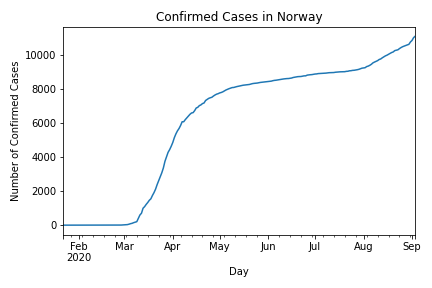 Confirmed Cases in Norway
Number of Confirmed Cases
10000
8000
6000
4000
2000
0
Feb Mar Apr May Jun Jul Aug Sep
2020
Day